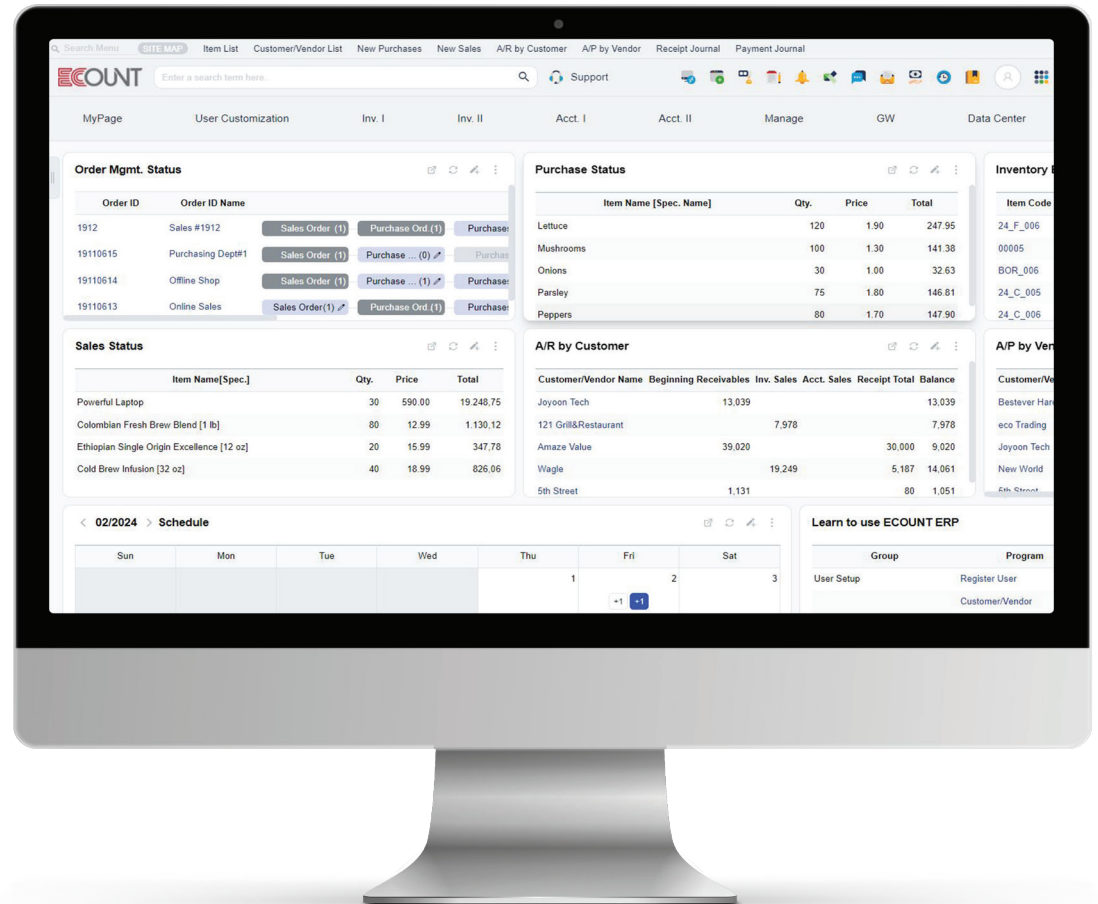 Search Menu SITE MAP Item List Customer/Vendor List New Purchases New Sales A/R by Customer A/P by Vendor Receipt Journal Payment Journal
ECOUNT Enter a search term here. Support
MyPage User Customization Inv. I Inv. II Acct. I Acct. II Manage GW Data Center
Order Mgmt. Status
Order ID Order ID Name
1912 Sales #1912 Sales Order (1) Purchase Ord.(1) Purchases
19110615 Purchasing Dept#1 Sales Order (1) Purchase ... (0) Purchas
19110614 Offline Shop Sales Order (1) Purchase ... (1) Purchases
19110613 Online Sales Sales Order(1) Purchase Ord.(1) Purchases
Purchase Status
Item Name [Spec. Name] Qty. Price Total
Lettuce 120 1.90 247.95
Mushrooms 100 1.30 141.38
Onions 30 1.00 32.63
Parsley 75 1.80 146.81
Peppers 80 1.70 147.90
Inventory
Item Code
24_F_006
00005
BOR_006
24_C_005
24_C_006
Sales Status
Item Name[Spec.] Qty. Price Total
Powerful Laptop 30 590.00 19.248,75
Colombian Fresh Brew Blend [1 lb] 80 12.99 1.130,12
Ethiopian Single Origin Excellence [12 oz] 20 15.99 347,78
Cold Brew Infusion [32 oz] 40 18.99 826,06
A/R by Customer
Customer/Vendor Name Beginning Receivables Inv. Sales Acct. Sales Receipt Total Balance
Joyoon Tech 13,039 13,039
121 Grill&Restaurant 7,978 7,978
Amaze Value 39,020 30,000 9,020
Wagle 19,249 5,187 14,061
5th Street 1,131 80 1,051
A/P by Ven
Customer/Ve
Bestever Har
eco Trading
Joyoon Tech
New World
5th Street
< 02/2024 > Schedule
Sun Mon Tue Wed Thu Fri Sat
1 2 3
+1 +1
Learn to use ECOUNT ERP
Group Program
User Setup Register User
Customer/Vendor